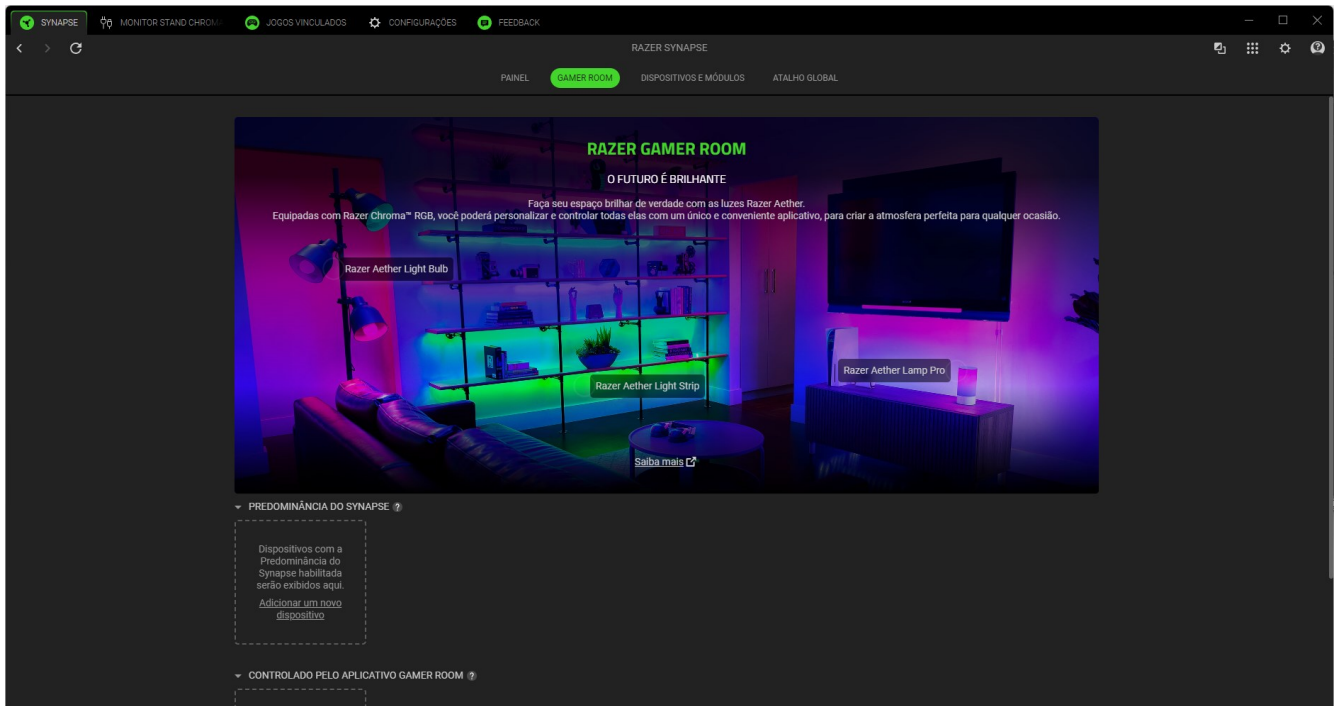 SYNAPSE
MONITOR STAND CHROM
JOGOS VINCULADOS
CONFIGURAÇÕES
FEEDBACK
RAZER SYNAPSE
PAINEL
GAMER ROOM
DISPOSITIVOS E MÓDULOS
ATALHO GLOBAL
RAZER GAMER ROOM
O FUTURO É BRILHANTE
Faça seu espaço brilhar de verdade com as luzes Razer Aether.
Equipadas com Razer Chroma™ RGB, você poderá personalizar e controlar todas elas com um único e conveniente aplicativo, para criar a atmosfera perfeita para qualquer ocasião.
Razer Aether Light Bulb
Razer Aether Lamp Pro
Razer Aether Light Strip
Saiba mais
PREDOMINÂNCIA DO SYNAPSE ?
Dispositivos com a
Predominância do
Synapse habilitada
serão exibidos aqui.
Adicionar um novo
dispositivo
CONTROLADO PELO APLICATIVO GAMER ROOM ?